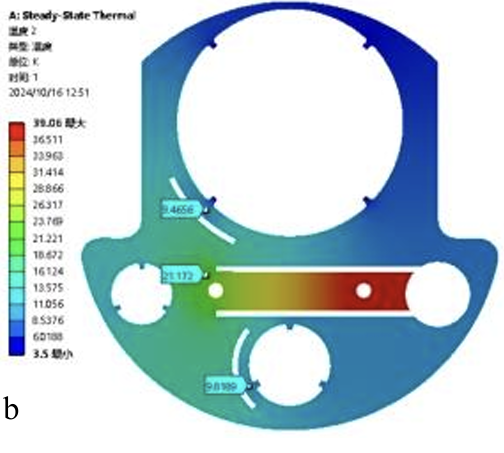 A: Steady-State Thermal
温度 2
类型: 温度
单位: K
时间: 1
2024/10/16 12:51
39.06 最大
36.511
33.963
31.414
28.866
26.317
23.769
21.221
18.672
16.124
13.575
11.056
8.5376
6.0188
3.5 最小
9.4656
21.172
9.8189
b